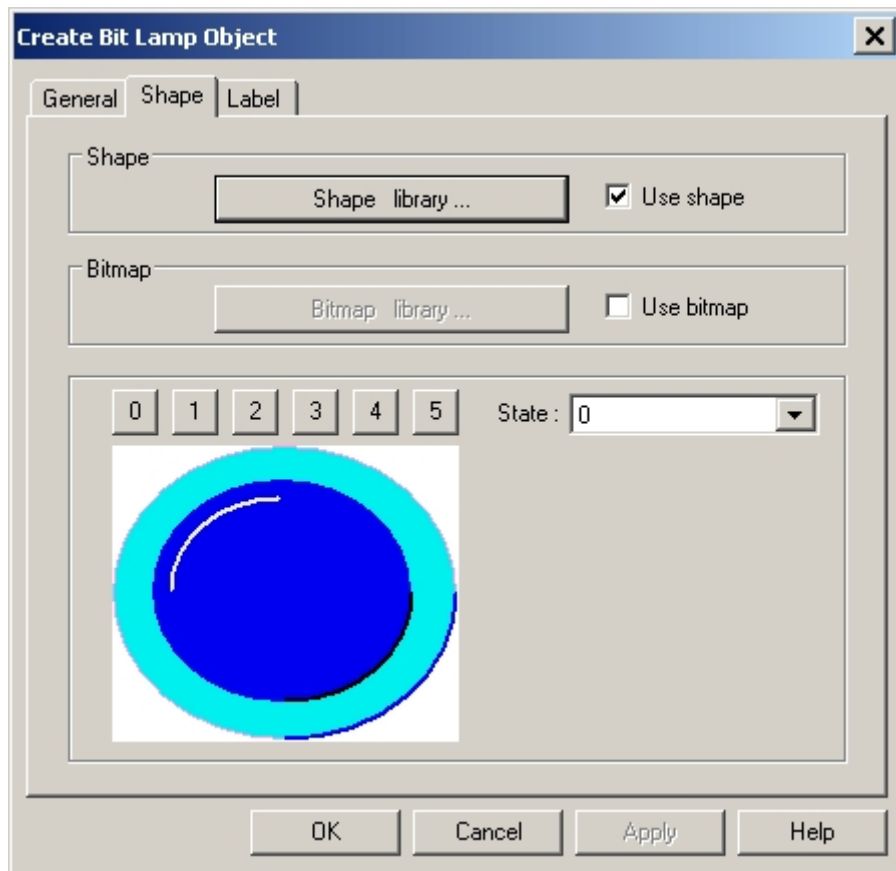 Create Bit Lamp Object
General Shape Label
Shape
Shape library ...
Use shape
Bitmap
Bitmap library ...
Use bitmap
0 1 2 3 4 5 State : 0
OK Cancel Apply Help